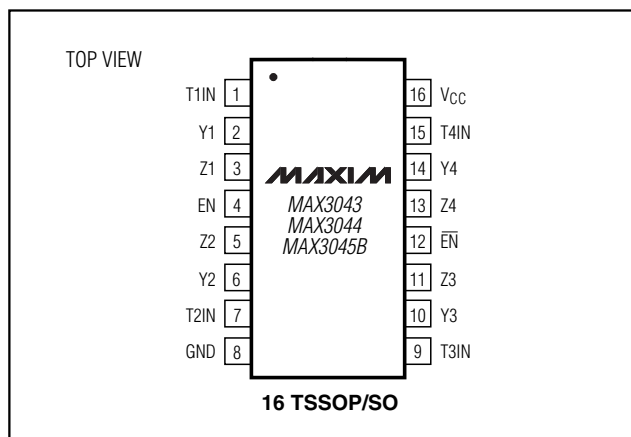 TOP VIEW
T1IN 1
Y1 2
Z1 3
EN 4
Z2 5
Y2 6
T2IN 7
GND 8
MAXIM
MAX3043
MAX3044
MAX3045B
16 VCC
15 T4IN
14 Y4
13 Z4
12 E̅N̅
11 Z3
10 Y3
9 T3IN
16 TSSOP/SO